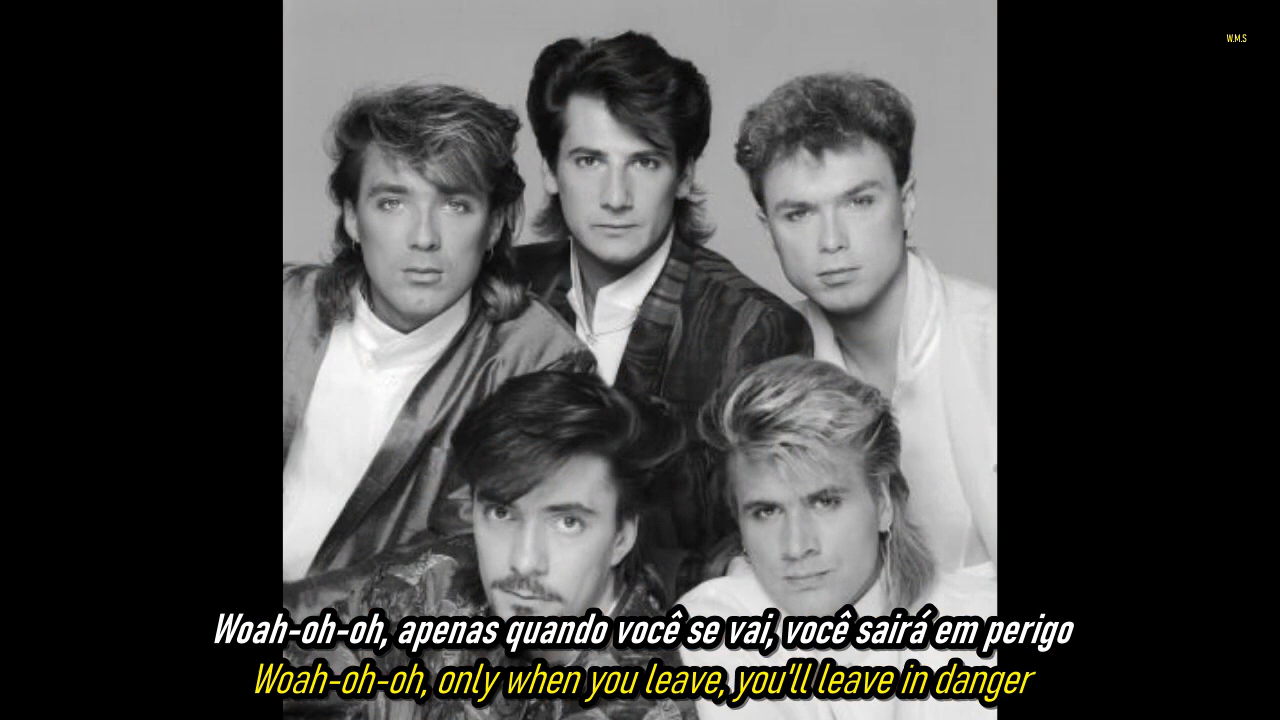 W.M.S
Woah-oh-oh, apenas quando você se vai, você sairá em perigo
Woah-oh-oh, only when you leave, you'll leave in danger